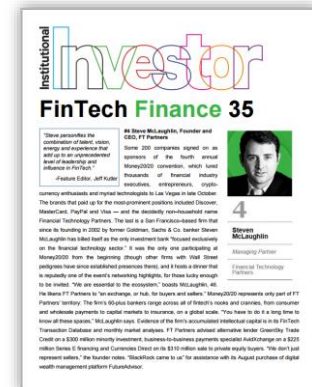 Institutional
Investor
FinTech Finance 35
"Steve personifies the
combination of talent, vision,
energy and experience that
add up to an unprecedented
level of leadership and
influence in FinTech."
-Feature Editor, Jeff Kutler
#4 Steve McLaughlin, Founder and
CEO, FT Partners
Some 200 companies signed on as
sponsors of the fourth annual
Money20/20 convention, which lured
thousands of financial industry
executives, entrepreneurs, crypto-
currency enthusiasts and myriad technologists to Las Vegas in late October.
The brands that paid up for the most-prominent places included Discover,
MasterCard, PayPal and Visa — and the decidedly non-household name
Financial Technology Partners. The last is a San Francisco-based firm that
since its founding in 2002 by former Goldman, Sachs & Co. banker Steven
McLaughlin has billed itself as the only investment bank "focused exclusively
on the financial technology sector." It was the only one participating at
Money20/20 from the beginning (though other firms with Wall Street
pedigrees have since established presences there), and it hosts a dinner that
is reputedly one of the event's networking highlights, for those lucky enough
to be invited. "We are essential to the ecosystem," boasts McLaughlin, 46.
He likens FT Partners to "an exchange, or hub, for buyers and sellers." Money20/20 represents only part of FT
Partners' territory: The firm's 60-plus bankers range across all of fintech's nooks and crannies, from consumer
and wholesale payments to capital markets to insurance, on a global scale. "You have to do it a long time to
know all these spaces," McLaughlin says. Evidence of the firm's accumulated intellectual capital is in its FinTech
Transaction Database and monthly market analyses. FT Partners advised alternative lender GreenSky Trade
Credit on a $300 million minority investment, business-to-business payments specialist AvidXchange on a $225
million Series E financing and Currencies Direct on its $310 million sale to private equity buyers. "We don't just
represent sellers," the founder notes. "BlackRock came to us" for assistance with its August purchase of digital
wealth management platform FutureAdvisor.
4
Steven
McLaughlin
Managing Partner
Financial Technology
Partners